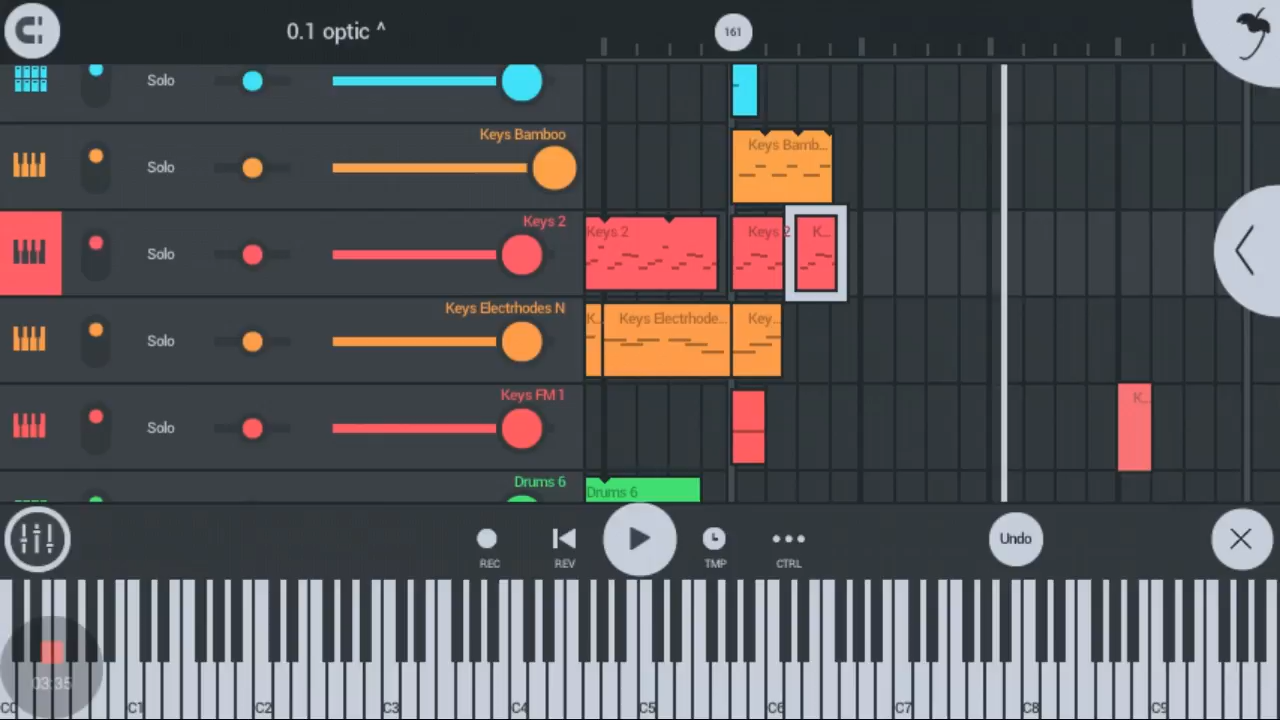 0.1 optic ^
161
Solo
Keys Bamboo
Solo
Keys Bamb...
Keys 2
Solo
Keys 2
Keys 2
K...
Keys Electrhodes N
Solo
K...
Keys Electrhode...
Key...
Keys FM 1
Solo
K...
Drums 6
Drums 6
REC
REV
TMP
CTRL
Undo
03:35
C0
C1
C2
C3
C4
C5
C6
C7
C8
C9